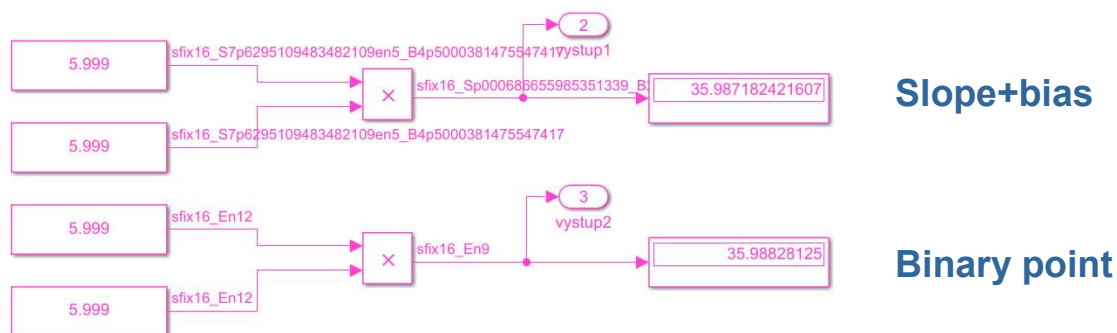 2
vystup1
5.999
sfix16_S7p6295109483482109en5_B4p5000381475547417
5.999
sfix16_S7p6295109483482109en5_B4p5000381475547417
×
sfix16_Sp000686655985351339_B
35.987182421607
Slope+bias
3
vystup2
5.999
sfix16_En12
5.999
sfix16_En12
×
sfix16_En9
35.98828125
Binary point